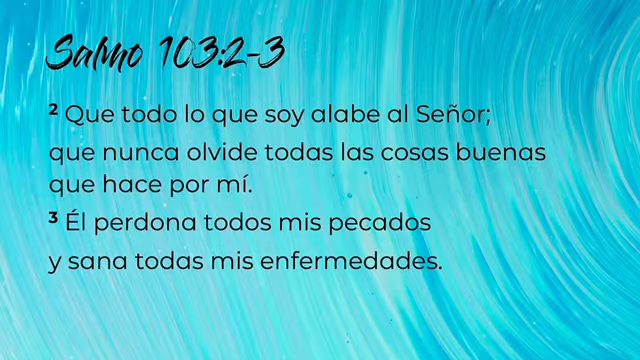 Salmo 103:2-3
2 Que todo lo que soy alabe al Señor;
que nunca olvide todas las cosas buenas
que hace por mí.
3 Él perdona todos mis pecados
y sana todas mis enfermedades.